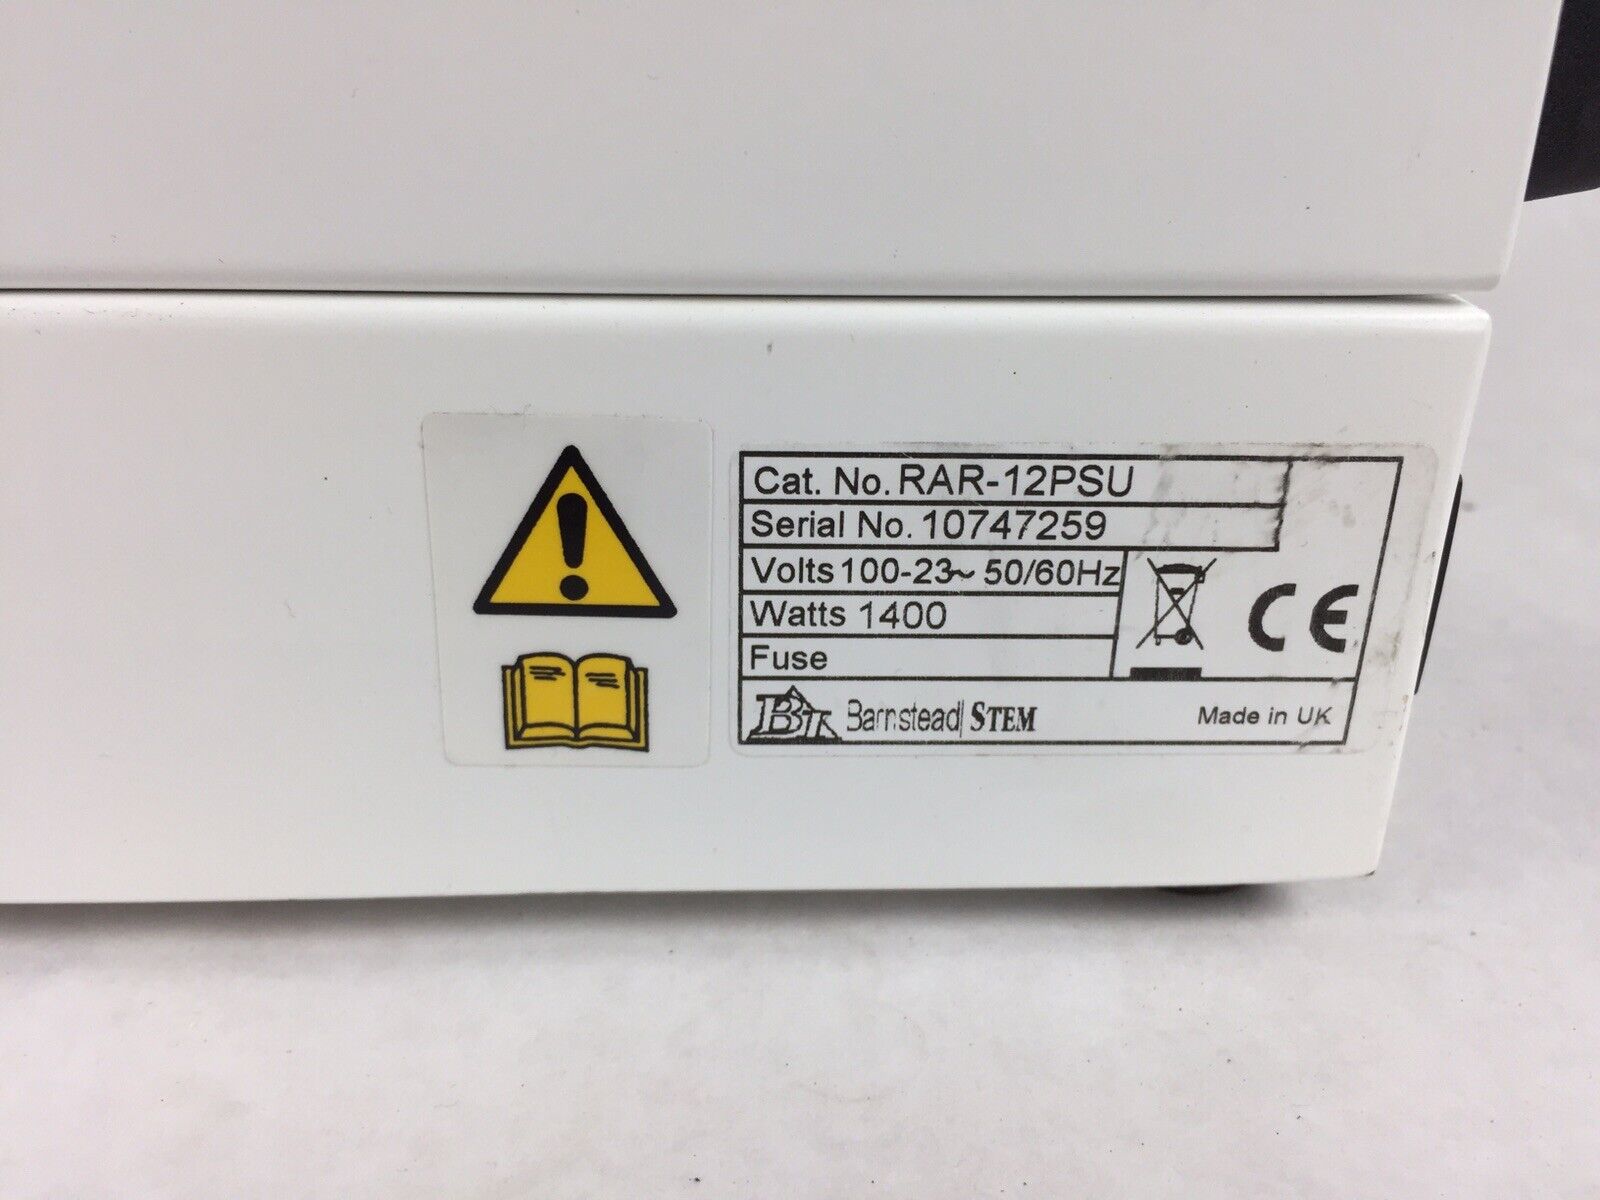 Cat. No. RAR-12PSU
Serial No. 10747259
Volts 100-23~ 50/60Hz
Watts 1400
Fuse
CE
Barnstead|STEM
Made in UK